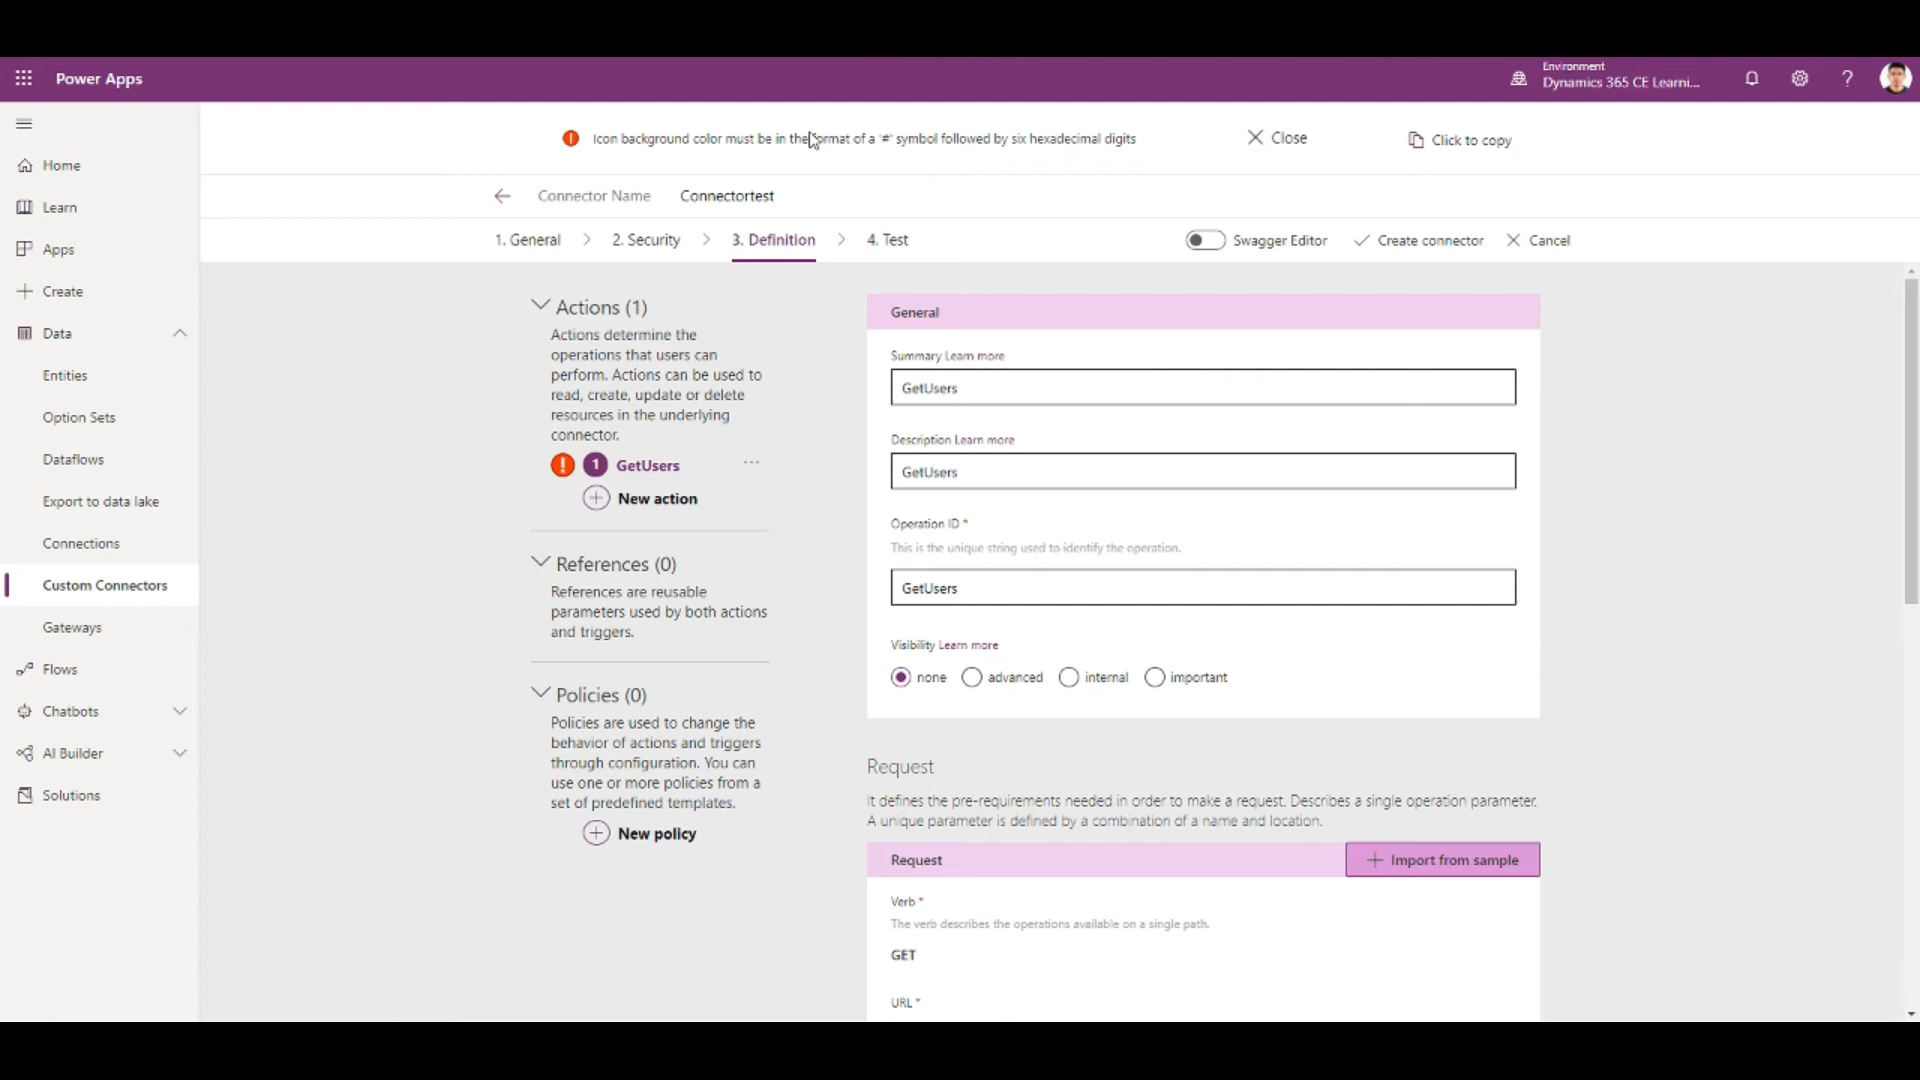 Power Apps
Environment
Dynamics 365 CE Learni...
Icon background color must be in the format of a '#' symbol followed by six hexadecimal digits
Close
Click to copy
Connector Name
Connectortest
1. General
2. Security
3. Definition
4. Test
Swagger Editor
Create connector
Cancel
Home
Learn
Apps
Create
Data
Entities
Option Sets
Dataflows
Export to data lake
Connections
Custom Connectors
Gateways
Flows
Chatbots
AI Builder
Solutions
Actions (1)
Actions determine the
operations that users can
perform. Actions can be used to
read, create, update or delete
resources in the underlying
connector.
1 GetUsers
New action
References (0)
References are reusable
parameters used by both actions
and triggers.
Policies (0)
Policies are used to change the
behavior of actions and triggers
through configuration. You can
use one or more policies from a
set of predefined templates.
New policy
General
Summary Learn more
GetUsers
Description Learn more
GetUsers
Operation ID *
This is the unique string used to identify the operation.
GetUsers
Visibility Learn more
none
advanced
internal
important
Request
It defines the pre-requirements needed in order to make a request. Describes a single operation parameter.
A unique parameter is defined by a combination of a name and location.
Request
Import from sample
Verb *
The verb describes the operations available on a single path.
GET
URL *